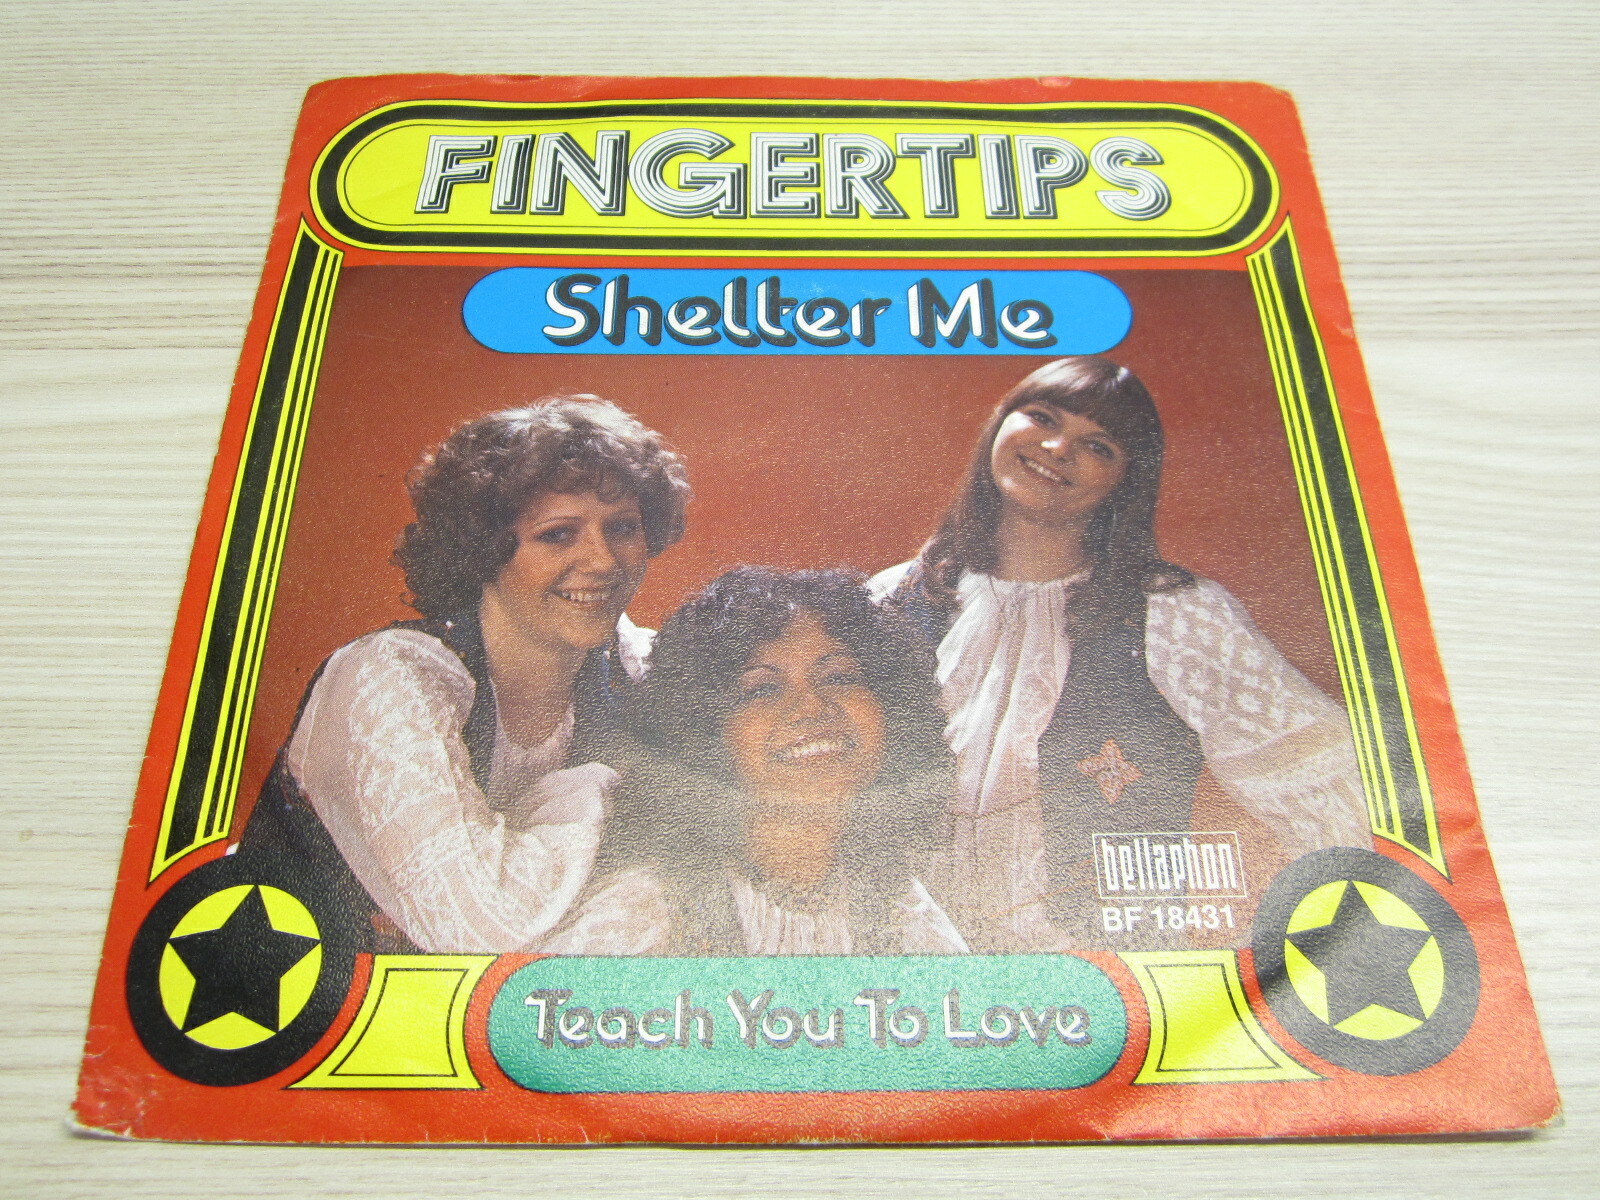 FINGERTIPS
Shelter Me
bellaphon
BF 18431
Teach You To Love